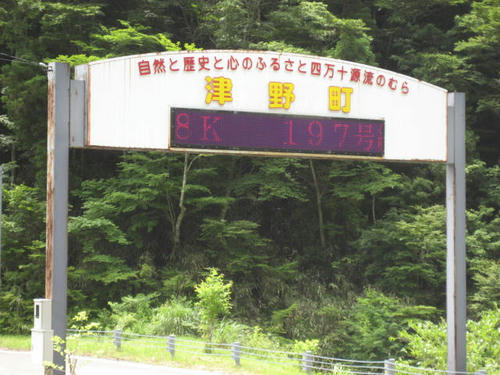 自然と歴史と心のふるさと四万十源流のむら
津野町
8K 197号